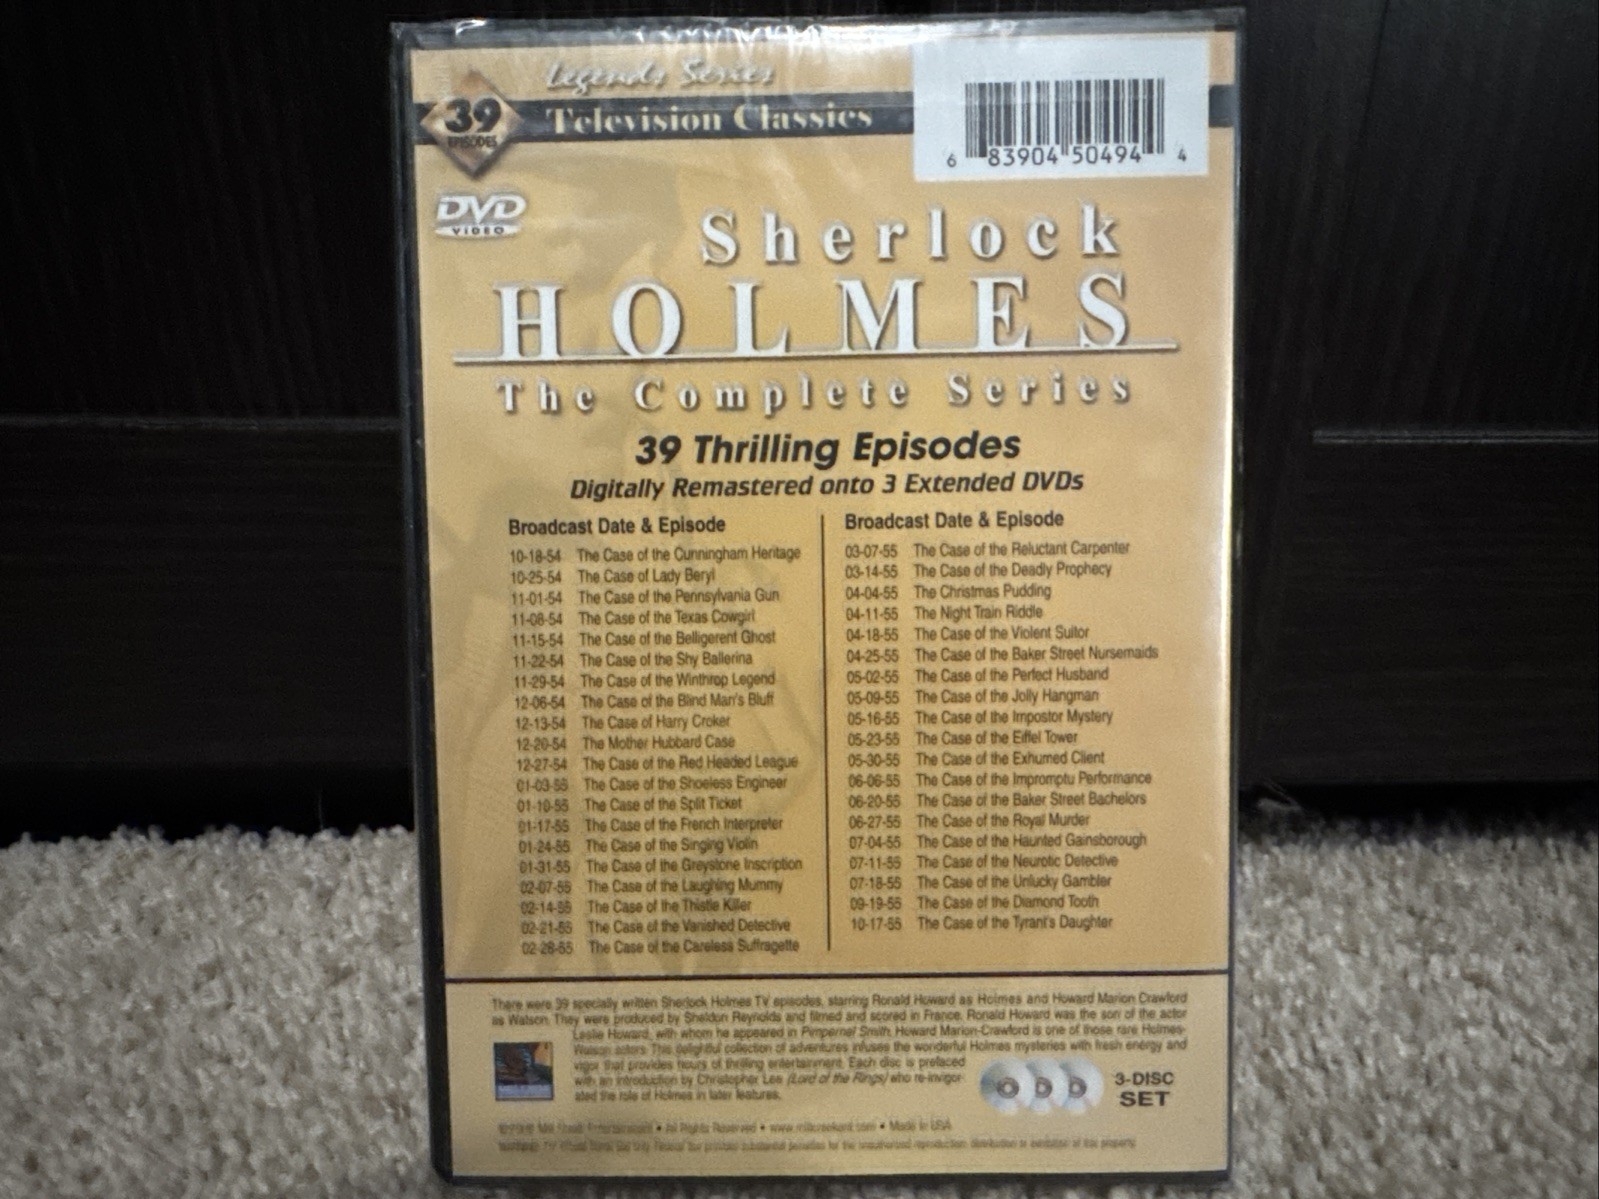 Legends Series
39
EPISODES
Television Classics
6 83904 50494 4
DVD
VIDEO
Sherlock
HOLMES
The Complete Series
39 Thrilling Episodes
Digitally Remastered onto 3 Extended DVDs
Broadcast Date & Episode
10-18-54 The Case of the Cunningham Heritage
10-25-54 The Case of Lady Beryl
11-01-54 The Case of the Pennsylvania Gun
11-08-54 The Case of the Texas Cowgirl
11-15-54 The Case of the Belligerent Ghost
11-22-54 The Case of the Shy Ballerina
11-29-54 The Case of the Winthrop Legend
12-06-54 The Case of the Blind Man's Bluff
12-13-54 The Case of Harry Croker
12-20-54 The Mother Hubbard Case
12-27-54 The Case of the Red Headed League
01-03-55 The Case of the Shoeless Engineer
01-10-55 The Case of the Split Ticket
01-17-55 The Case of the French Interpreter
01-24-55 The Case of the Singing Violin
01-31-55 The Case of the Greystone Inscription
02-07-55 The Case of the Laughing Mummy
02-14-55 The Case of the Thistle Killer
02-21-55 The Case of the Vanished Detective
02-28-55 The Case of the Careless Suffragette
Broadcast Date & Episode
03-07-55 The Case of the Reluctant Carpenter
03-14-55 The Case of the Deadly Prophecy
04-04-55 The Christmas Pudding
04-11-55 The Night Train Riddle
04-18-55 The Case of the Violent Suitor
04-25-55 The Case of the Baker Street Nursemaids
05-02-55 The Case of the Perfect Husband
05-09-55 The Case of the Jolly Hangman
05-16-55 The Case of the Impostor Mystery
05-23-55 The Case of the Eiffel Tower
05-30-55 The Case of the Exhumed Client
06-06-55 The Case of the Impromptu Performance
06-20-55 The Case of the Baker Street Bachelors
06-27-55 The Case of the Royal Murder
07-04-55 The Case of the Haunted Gainsborough
07-11-55 The Case of the Neurotic Detective
07-18-55 The Case of the Unlucky Gambler
09-19-55 The Case of the Diamond Tooth
10-17-55 The Case of the Tyrant's Daughter
There were 39 specially written Sherlock Holmes TV episodes, starring Ronald Howard as Holmes and Howard Marion Crawford
as Watson. They were produced by Sheldon Reynolds and filmed and scored in France. Ronald Howard was the son of the actor
Leslie Howard, with whom he appeared in Pimpernel Smith. Howard Marion-Crawford is one of those rare Holmes-
Watson actors. This delightful collection of adventures infuses the wonderful Holmes mysteries with fresh energy and
vigor that provides hours of thrilling entertainment. Each disc is prefaced
with an introduction by Christopher Lee (Lord of the Rings) who re-invigor-
ated the role of Holmes in later features.
D D D
3-DISC
SET
Mill Creek Entertainment • All Rights Reserved • www.millcreekent.com • Made in USA
WARNING: Use Only. Federal law provides substantial penalties for the unauthorized reproduction, distribution or exhibition of this property.